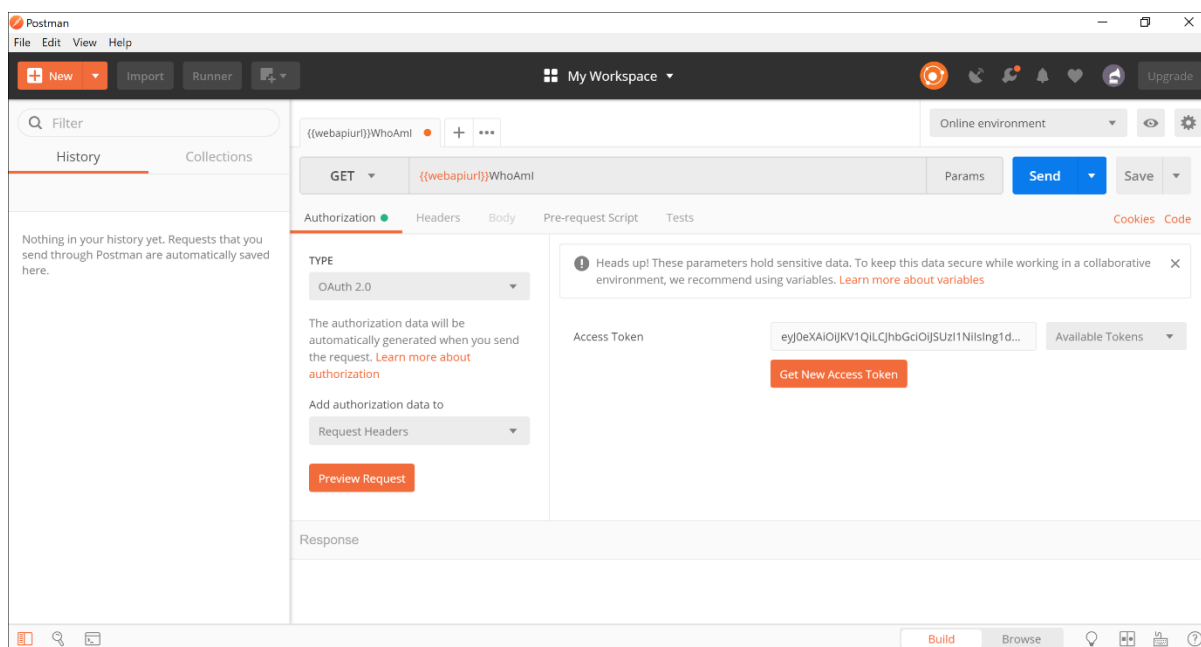 Postman
File Edit View Help
New Import Runner My Workspace Upgrade
Filter
History Collections
Nothing in your history yet. Requests that you
send through Postman are automatically saved
here.
{{webapiurl}}WhoAmI
Online environment
GET {{webapiurl}}WhoAmI Params Send Save
Authorization Headers Body Pre-request Script Tests Cookies Code
TYPE
OAuth 2.0
The authorization data will be
automatically generated when you send
the request. Learn more about
authorization
Add authorization data to
Request Headers
Preview Request
Heads up! These parameters hold sensitive data. To keep this data secure while working in a collaborative
environment, we recommend using variables. Learn more about variables
Access Token eyJ0eXAiOiJKV1QiLCJhbGciOiJSUzI1NiIsIng1d... Available Tokens
Get New Access Token
Response
Build Browse